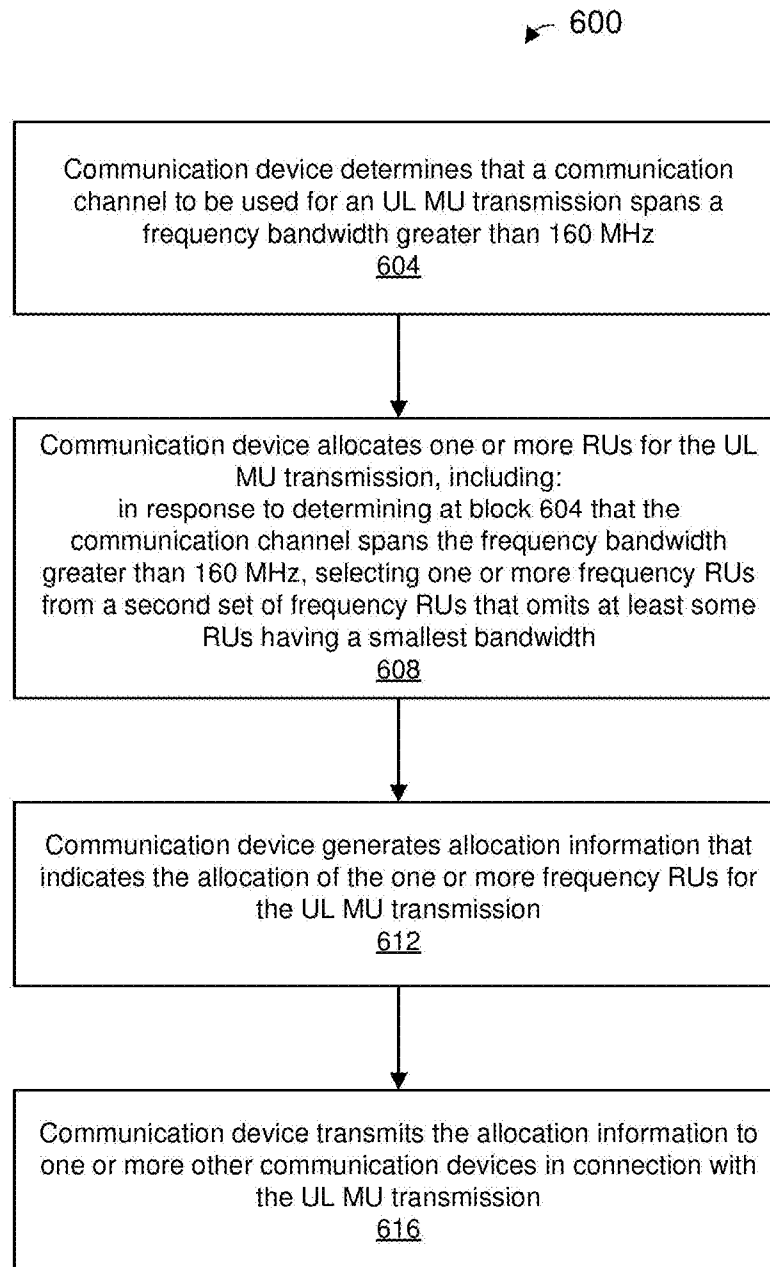 600
Communication device determines that a communication
channel to be used for an UL MU transmission spans a
frequency bandwidth greater than 160 MHz
604
Communication device allocates one or more RUs for the UL
MU transmission, including:
in response to determining at block 604 that the
communication channel spans the frequency bandwidth
greater than 160 MHz, selecting one or more frequency RUs
from a second set of frequency RUs that omits at least some
RUs having a smallest bandwidth
608
Communication device generates allocation information that
indicates the allocation of the one or more frequency RUs for
the UL MU transmission
612
Communication device transmits the allocation information to
one or more other communication devices in connection with
the UL MU transmission
616